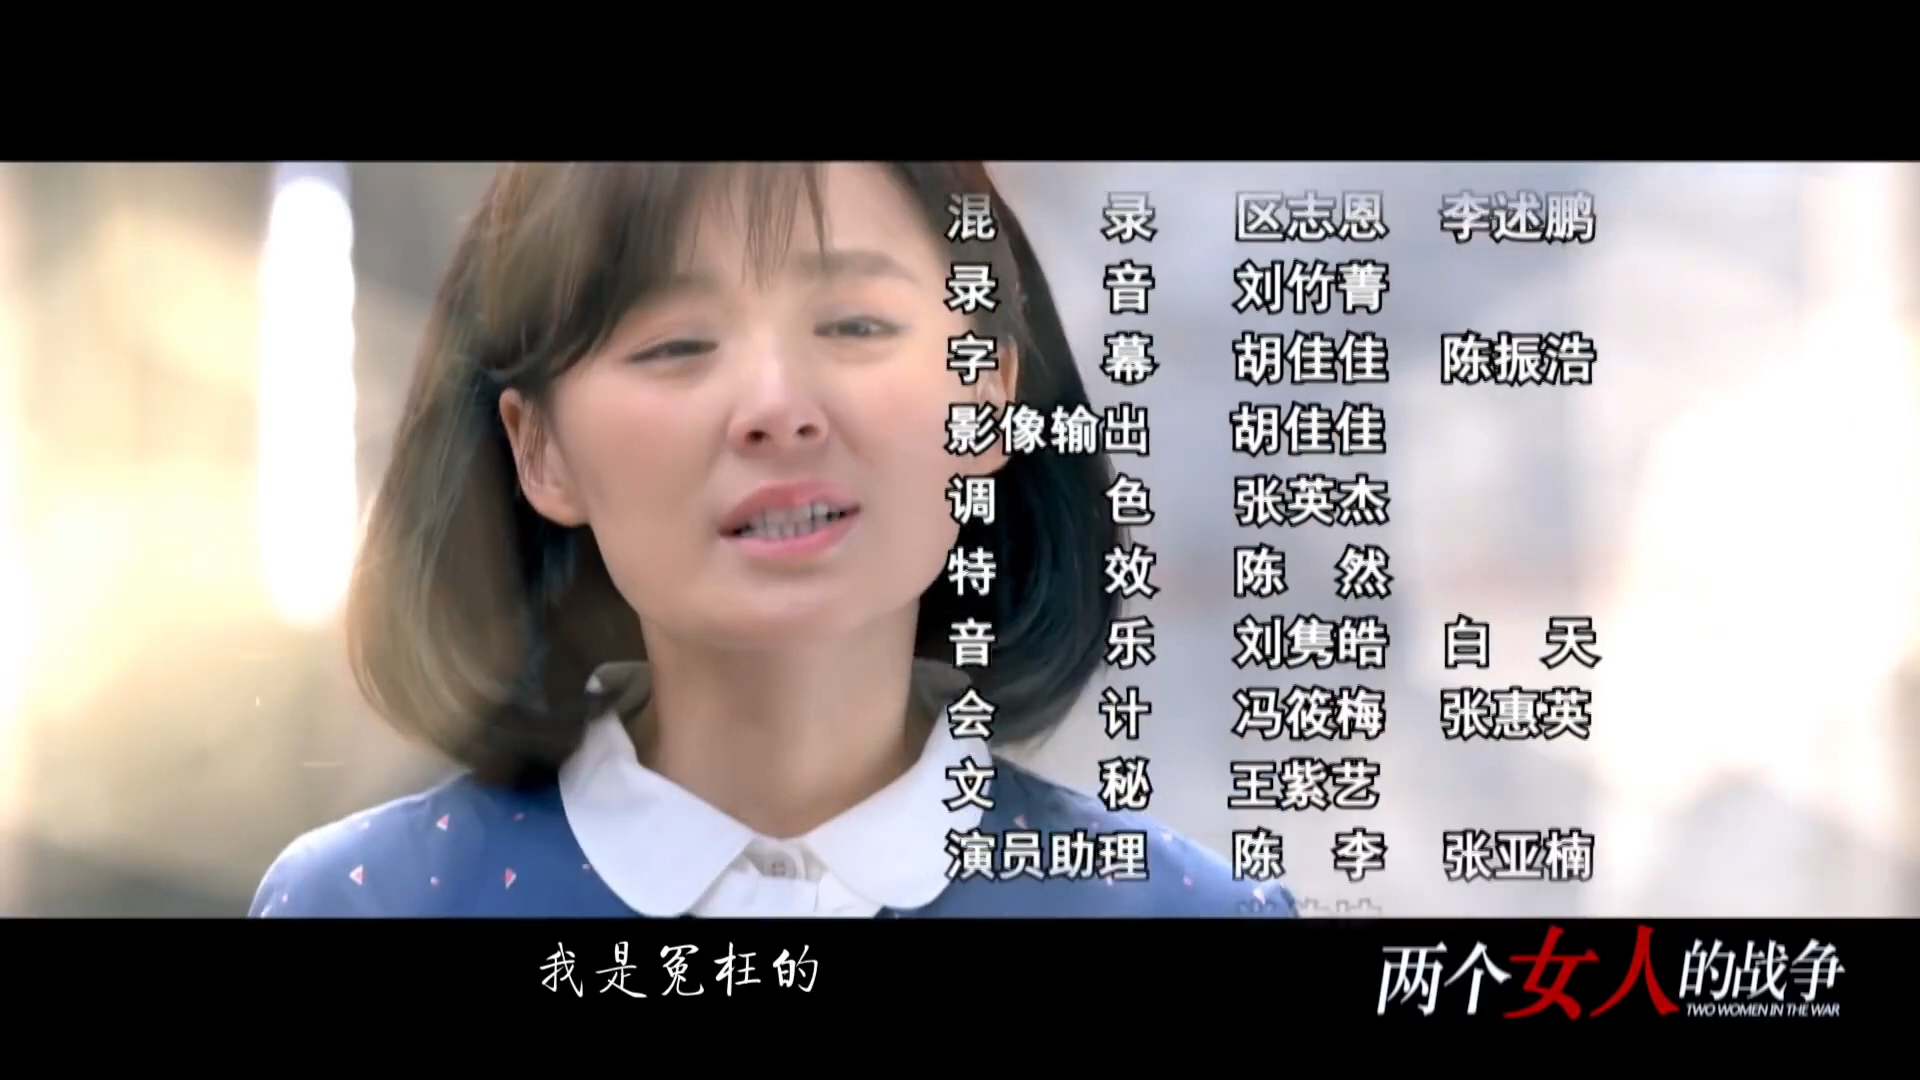 混录 区志恩 李述鹏
录音 刘竹菁
字幕 胡佳佳 陈振浩
影像输出 胡佳佳
调色 张英杰
特效 陈然
音乐 刘隽皓 白天
会计 冯筱梅 张惠英
文秘 王紫艺
演员助理 陈李 张亚楠
我是冤枉的
两个女人的战争
TWO WOMEN IN THE WAR